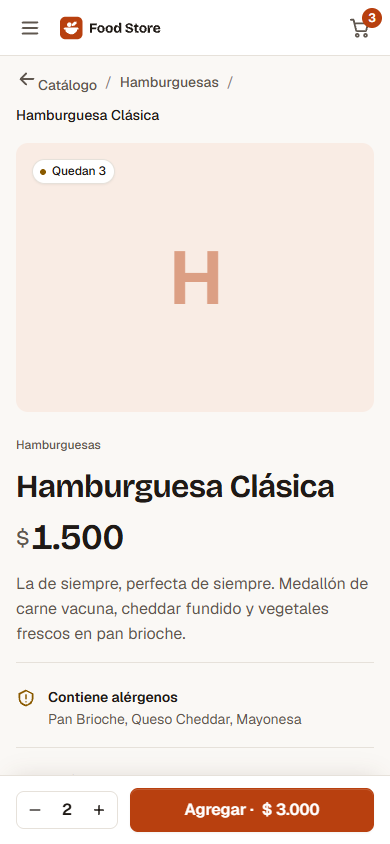 Food Store
3
Catálogo / Hamburguesas /
Hamburguesa Clásica
Quedan 3
H
Hamburguesas
Hamburguesa Clásica
$1.500
La de siempre, perfecta de siempre. Medallón de
carne vacuna, cheddar fundido y vegetales
frescos en pan brioche.
Contiene alérgenos
Pan Brioche, Queso Cheddar, Mayonesa
− 2 + Agregar · $ 3.000